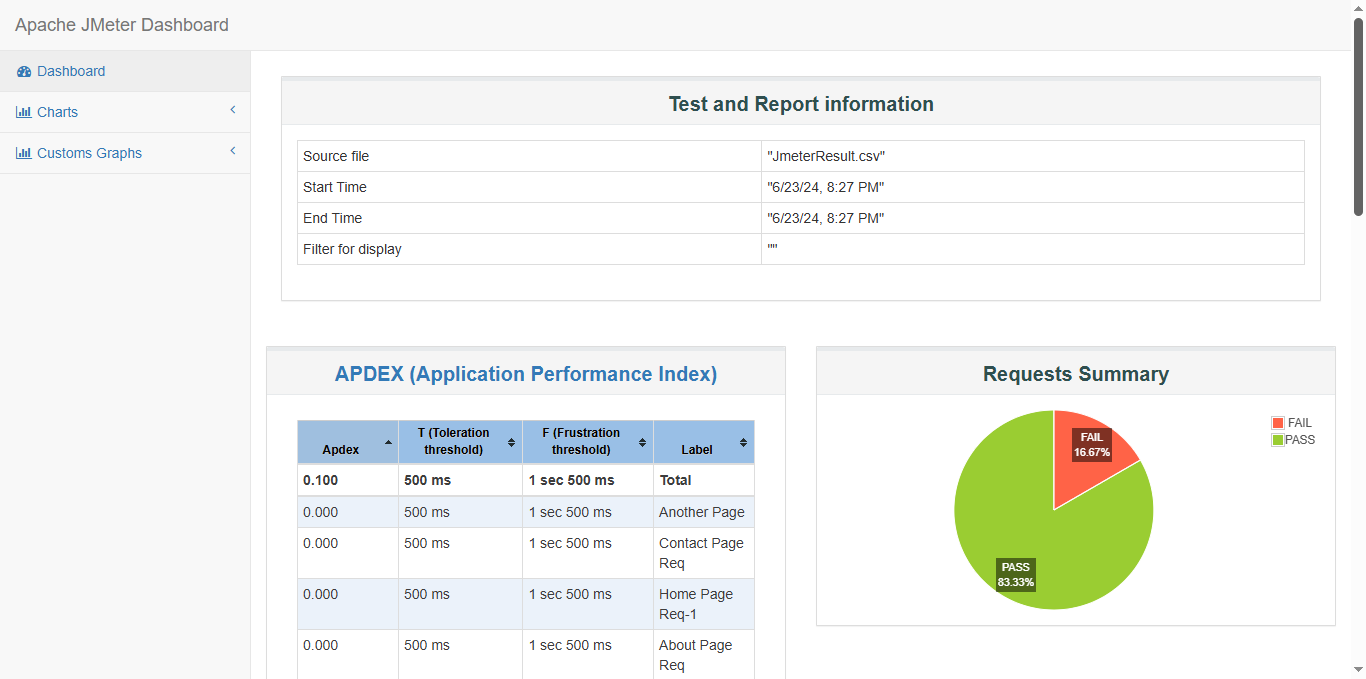 Apache JMeter Dashboard
Dashboard
Charts
Customs Graphs
Test and Report information
Source file "JmeterResult.csv"
Start Time "6/23/24, 8:27 PM"
End Time "6/23/24, 8:27 PM"
Filter for display ""
APDEX (Application Performance Index)
Apdex T (Toleration threshold) F (Frustration threshold) Label
0.100 500 ms 1 sec 500 ms Total
0.000 500 ms 1 sec 500 ms Another Page
0.000 500 ms 1 sec 500 ms Contact Page
Req
0.000 500 ms 1 sec 500 ms Home Page
Req-1
0.000 500 ms 1 sec 500 ms About Page
Req
Requests Summary
FAIL
16.67%
PASS
83.33%
FAIL
PASS